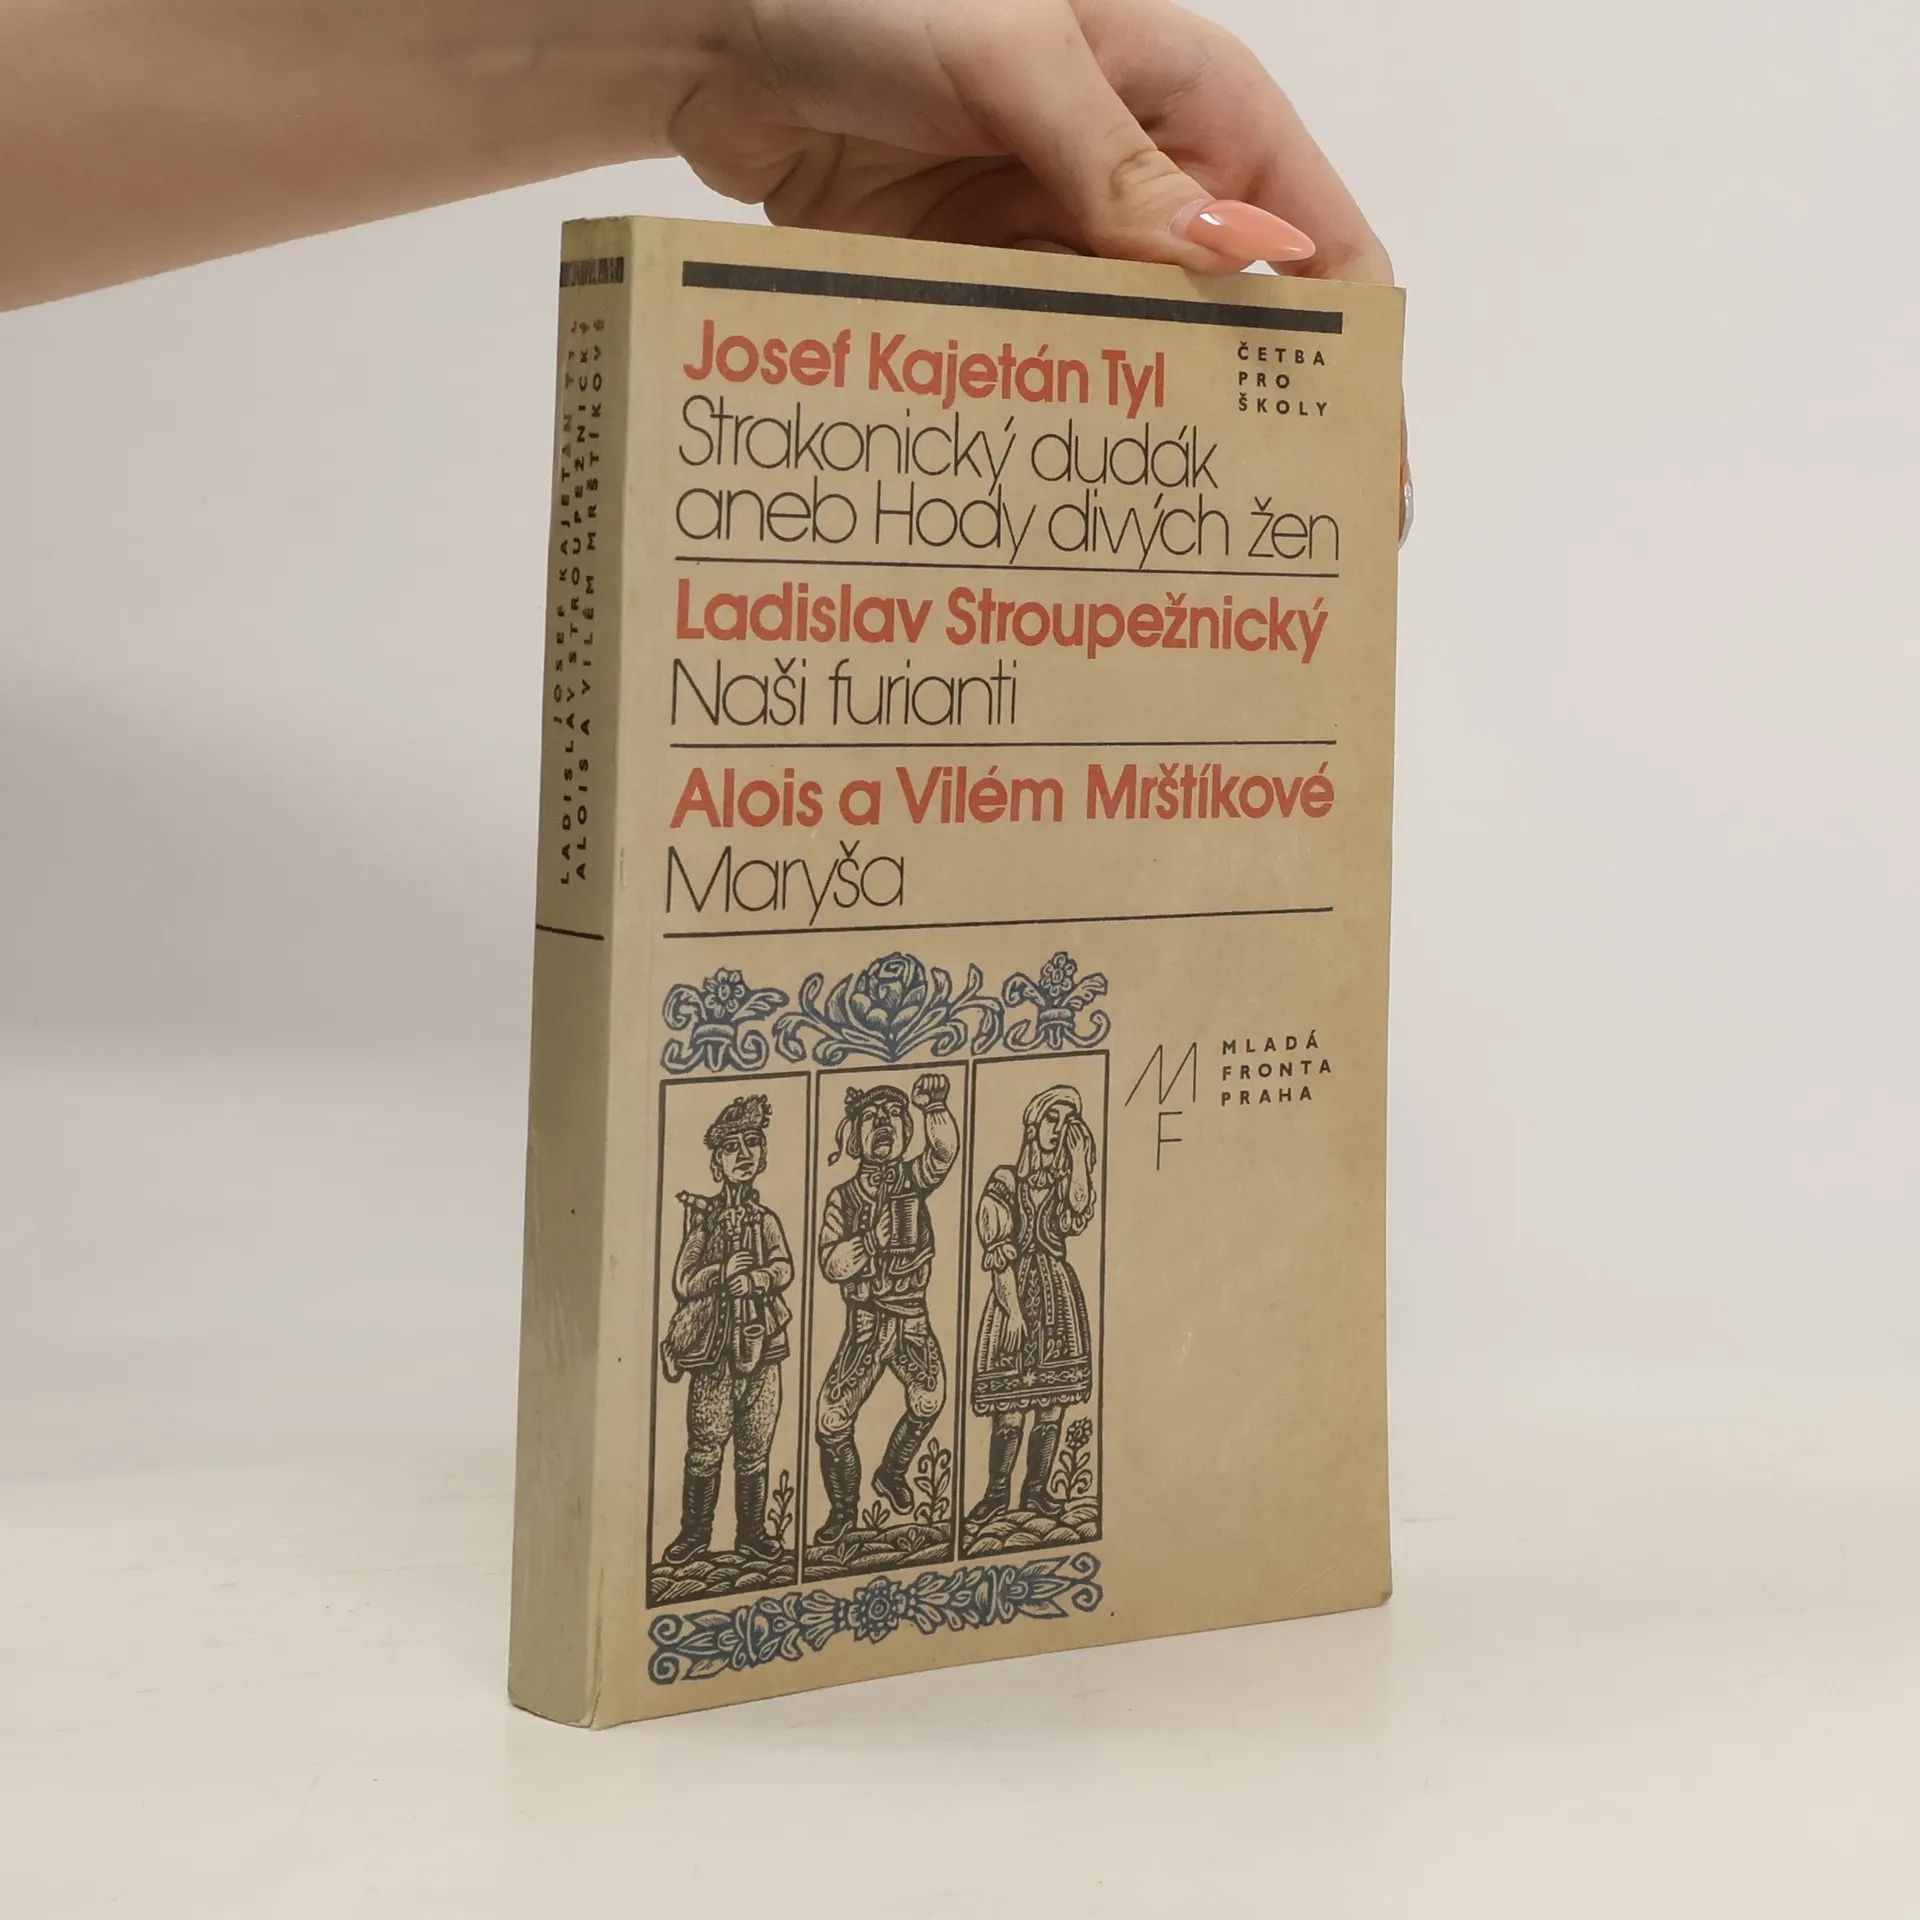 JOSEF KAJETÁN TYL
LADISLAV STROUPEŽNICKÝ
ALOIS A VILÉM MRŠTÍKOVÉ
Josef Kajetán Tyl
Strakonický dudák
aneb Hody divých žen
ČETBA
PRO
ŠKOLY
Ladislav Stroupežnický
Naši furianti
Alois a Vilém Mrštíkové
Maryša
M
F
MLADÁ
FRONTA
PRAHA